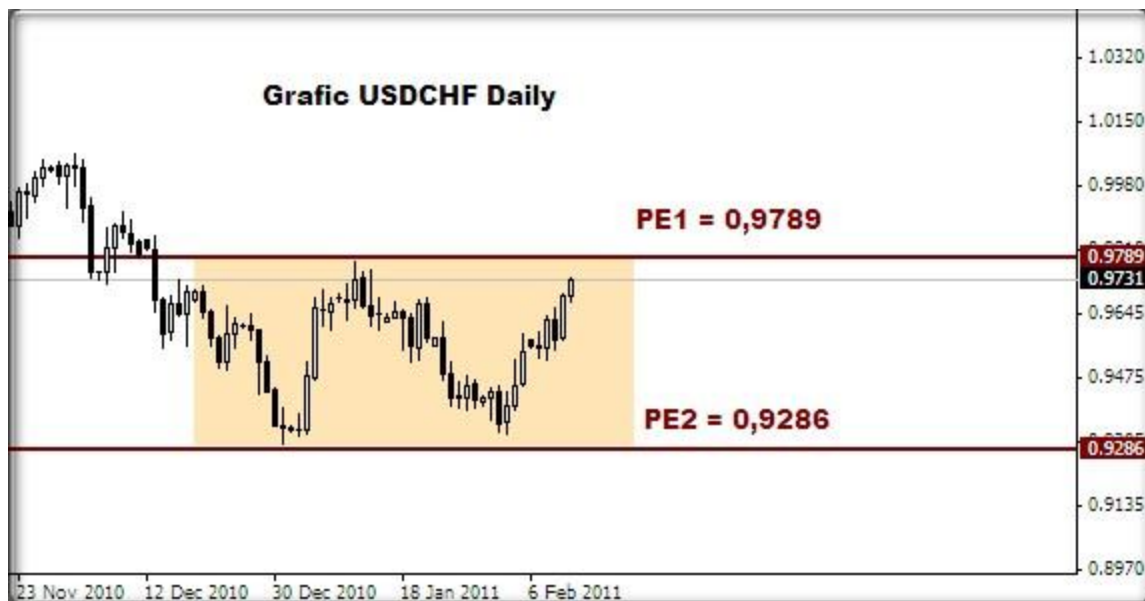 1.0320
Grafic USDCHF Daily
1.0150
0.9980
PE1 = 0,9789
0.9789
0.9731
0.9645
0.9475
PE2 = 0,9286
0.9286
0.9135
0.8970
23 Nov 2010 12 Dec 2010 30 Dec 2010 18 Jan 2011 6 Feb 2011